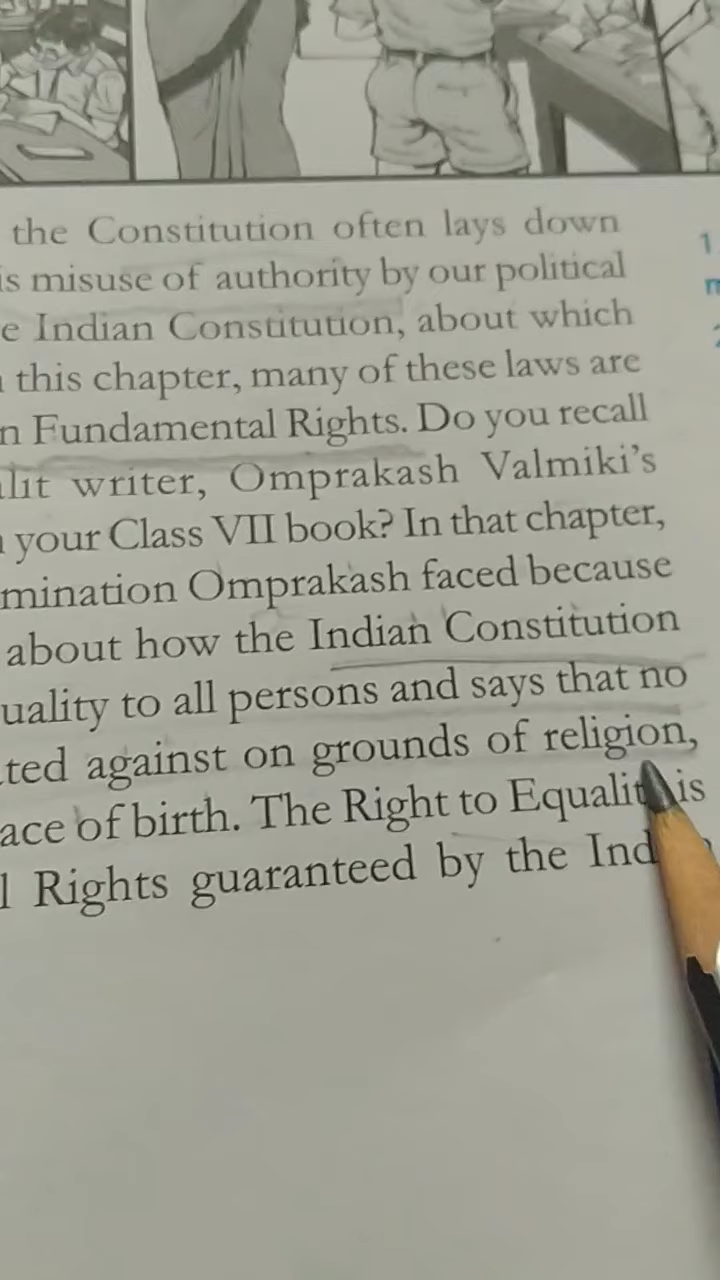 the Constitution often lays down
is misuse of authority by our political
e Indian Constitution, about which
this chapter, many of these laws are
n Fundamental Rights. Do you recall
lit writer, Omprakash Valmiki's
your Class VII book? In that chapter,
mination Omprakash faced because
about how the Indian Constitution
uality to all persons and says that no
ted against on grounds of religion,
ace of birth. The Right to Equalit is
l Rights guaranteed by the Ind
1